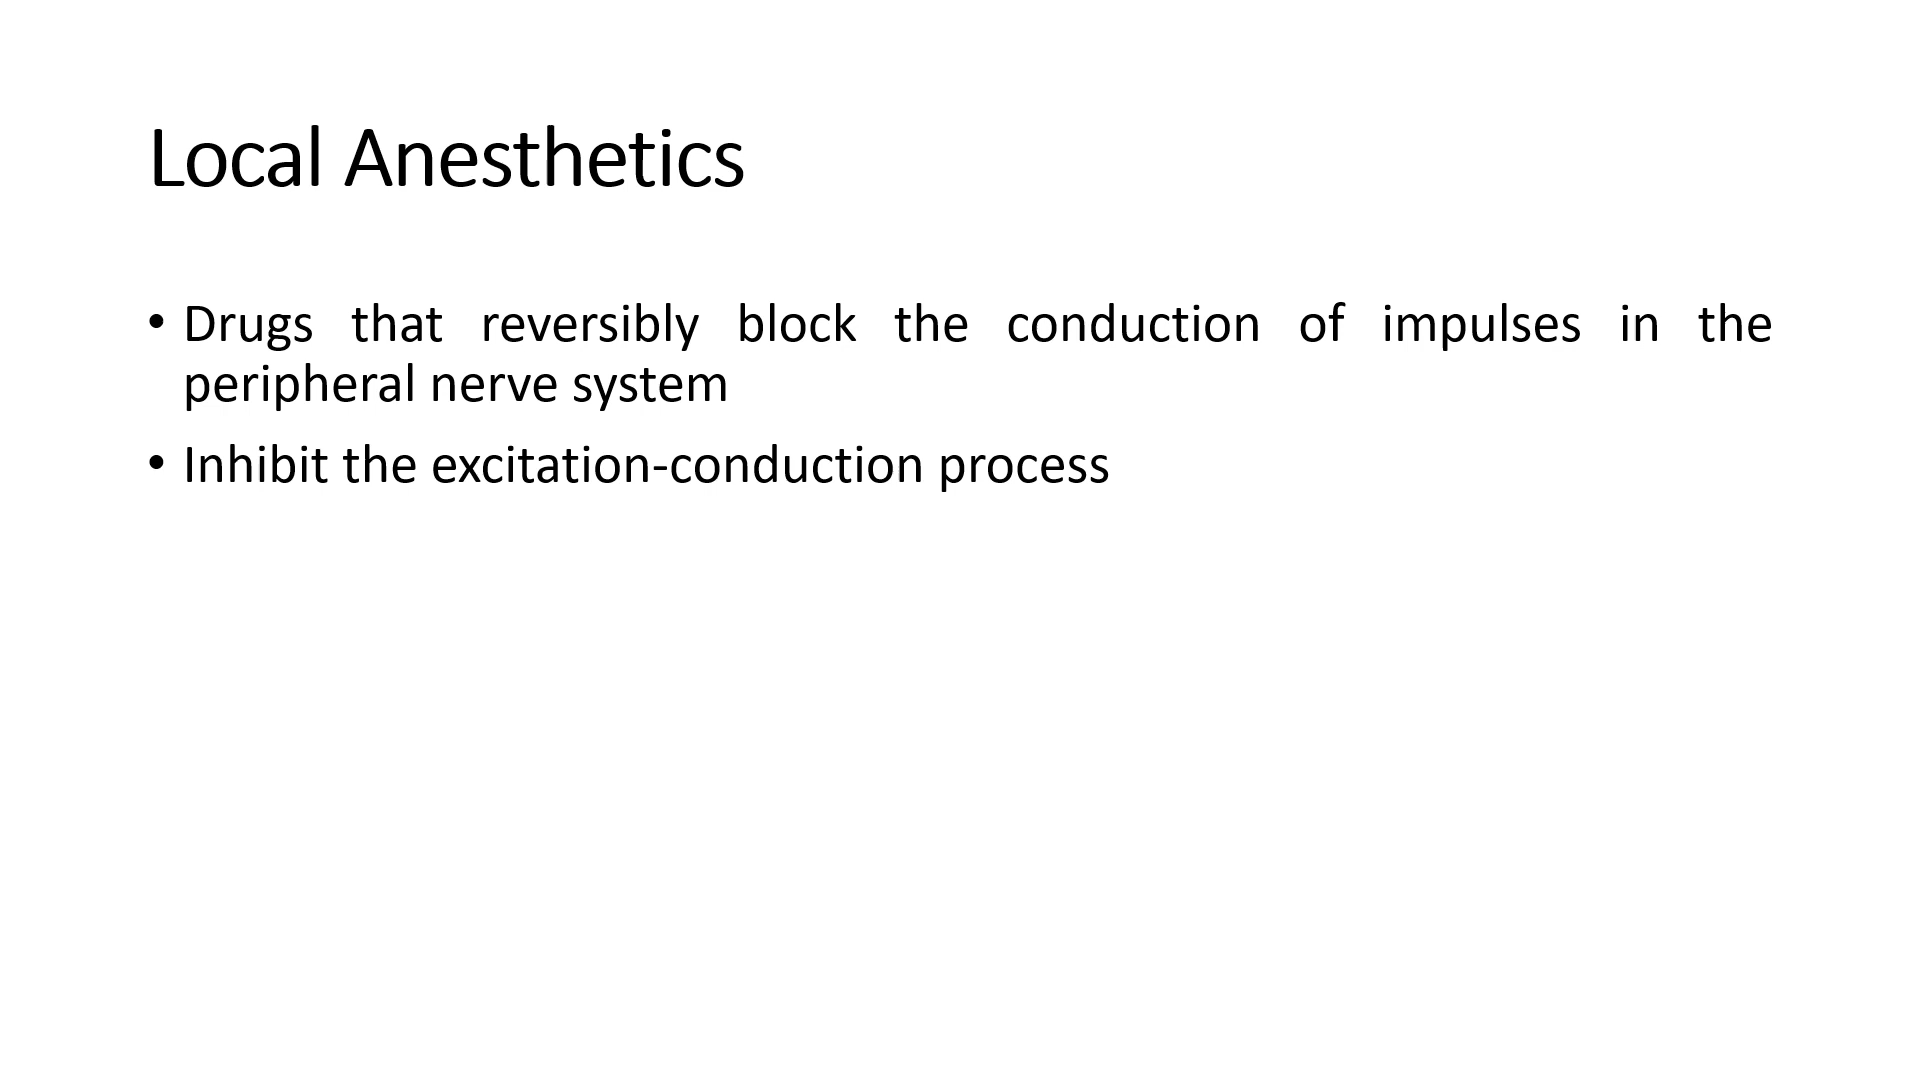 Local Anesthetics
• Drugs that reversibly block the conduction of impulses in the
peripheral nerve system
• Inhibit the excitation-conduction process